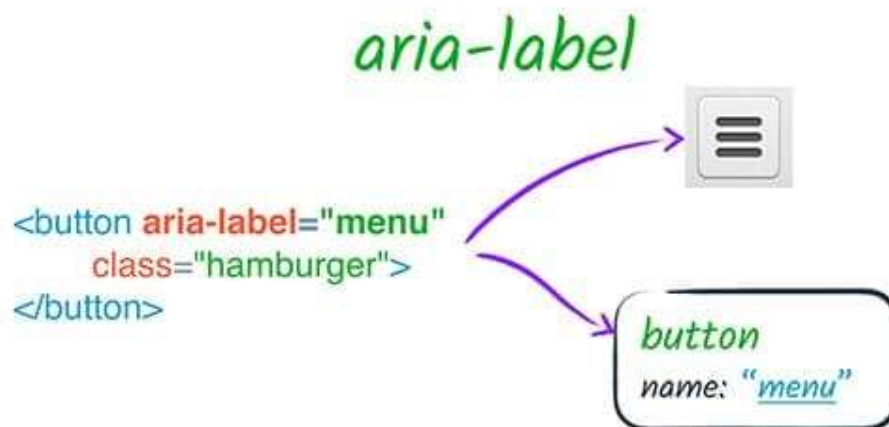 aria-label
<button aria-label="menu"
class="hamburger">
</button>
button
name: “menu”